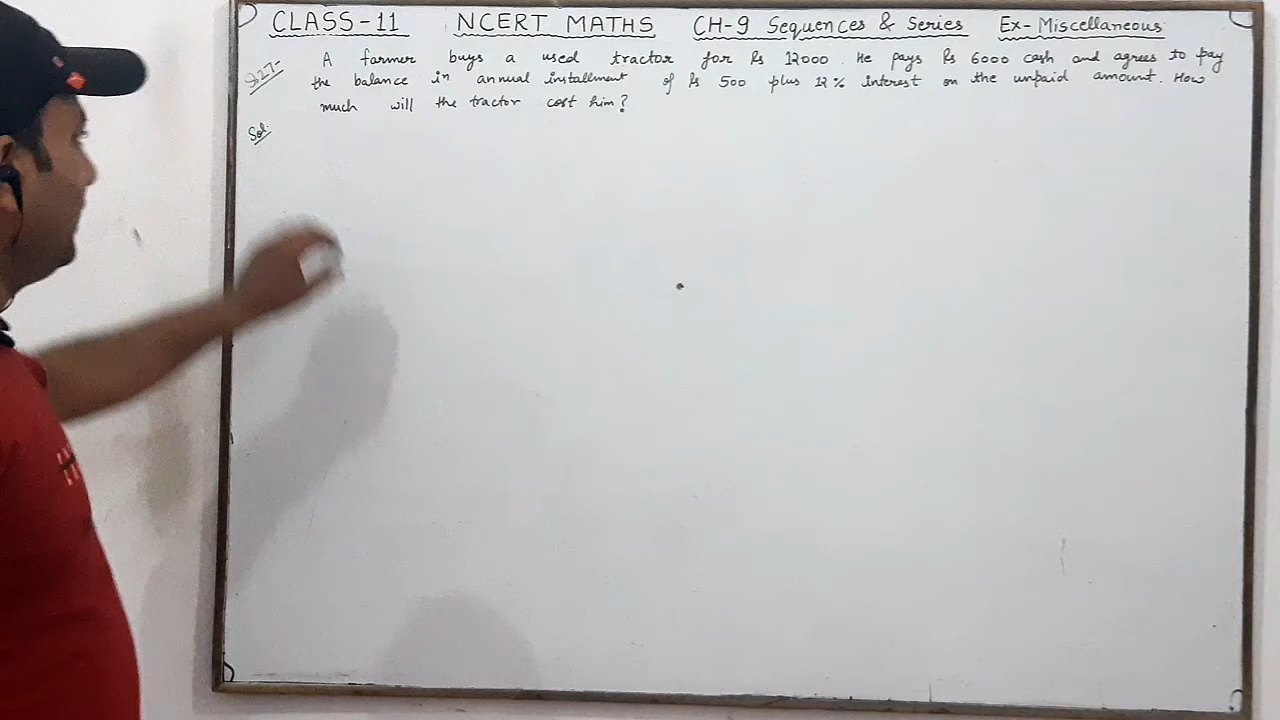 CLASS-11 NCERT MATHS CH-9 Sequences & Series Ex- Miscellaneous
Q.27- A farmer buys a used tractor for Rs 12000. He pays Rs 6000 cash and agrees to pay
the balance in annual installment of Rs 500 plus 12% interest on the unpaid amount. How
much will the tractor cost him?
Sol: